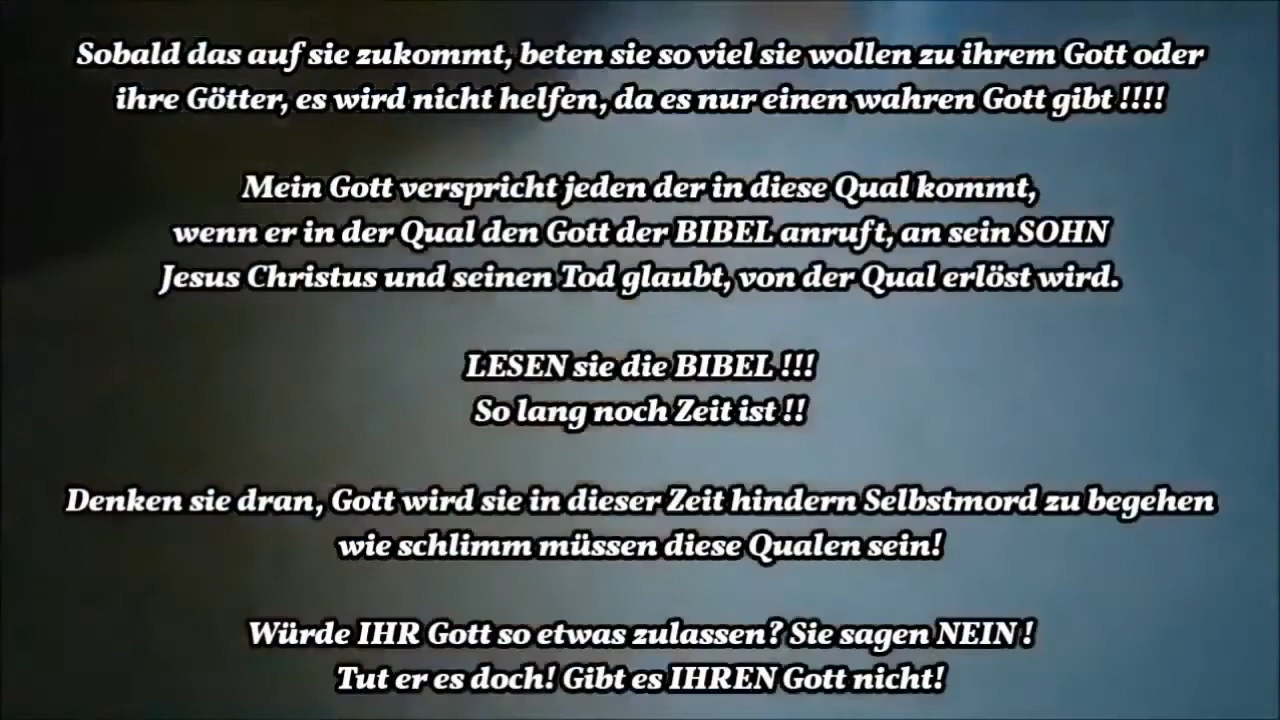 Sobald das auf sie zukommt, beten sie so viel sie wollen zu ihrem Gott oder
ihre Götter, es wird nicht helfen, da es nur einen wahren Gott gibt !!!!
Mein Gott verspricht jeden der in diese Qual kommt,
wenn er in der Qual den Gott der BIBEL anruft, an sein SOHN
Jesus Christus und seinen Tod glaubt, von der Qual erlöst wird.
LESEN sie die BIBEL !!!
So lang noch Zeit ist !!
Denken sie dran, Gott wird sie in dieser Zeit hindern Selbstmord zu begehen
wie schlimm müssen diese Qualen sein!
Würde IHR Gott so etwas zulassen? Sie sagen NEIN !
Tut er es doch! Gibt es IHREN Gott nicht!